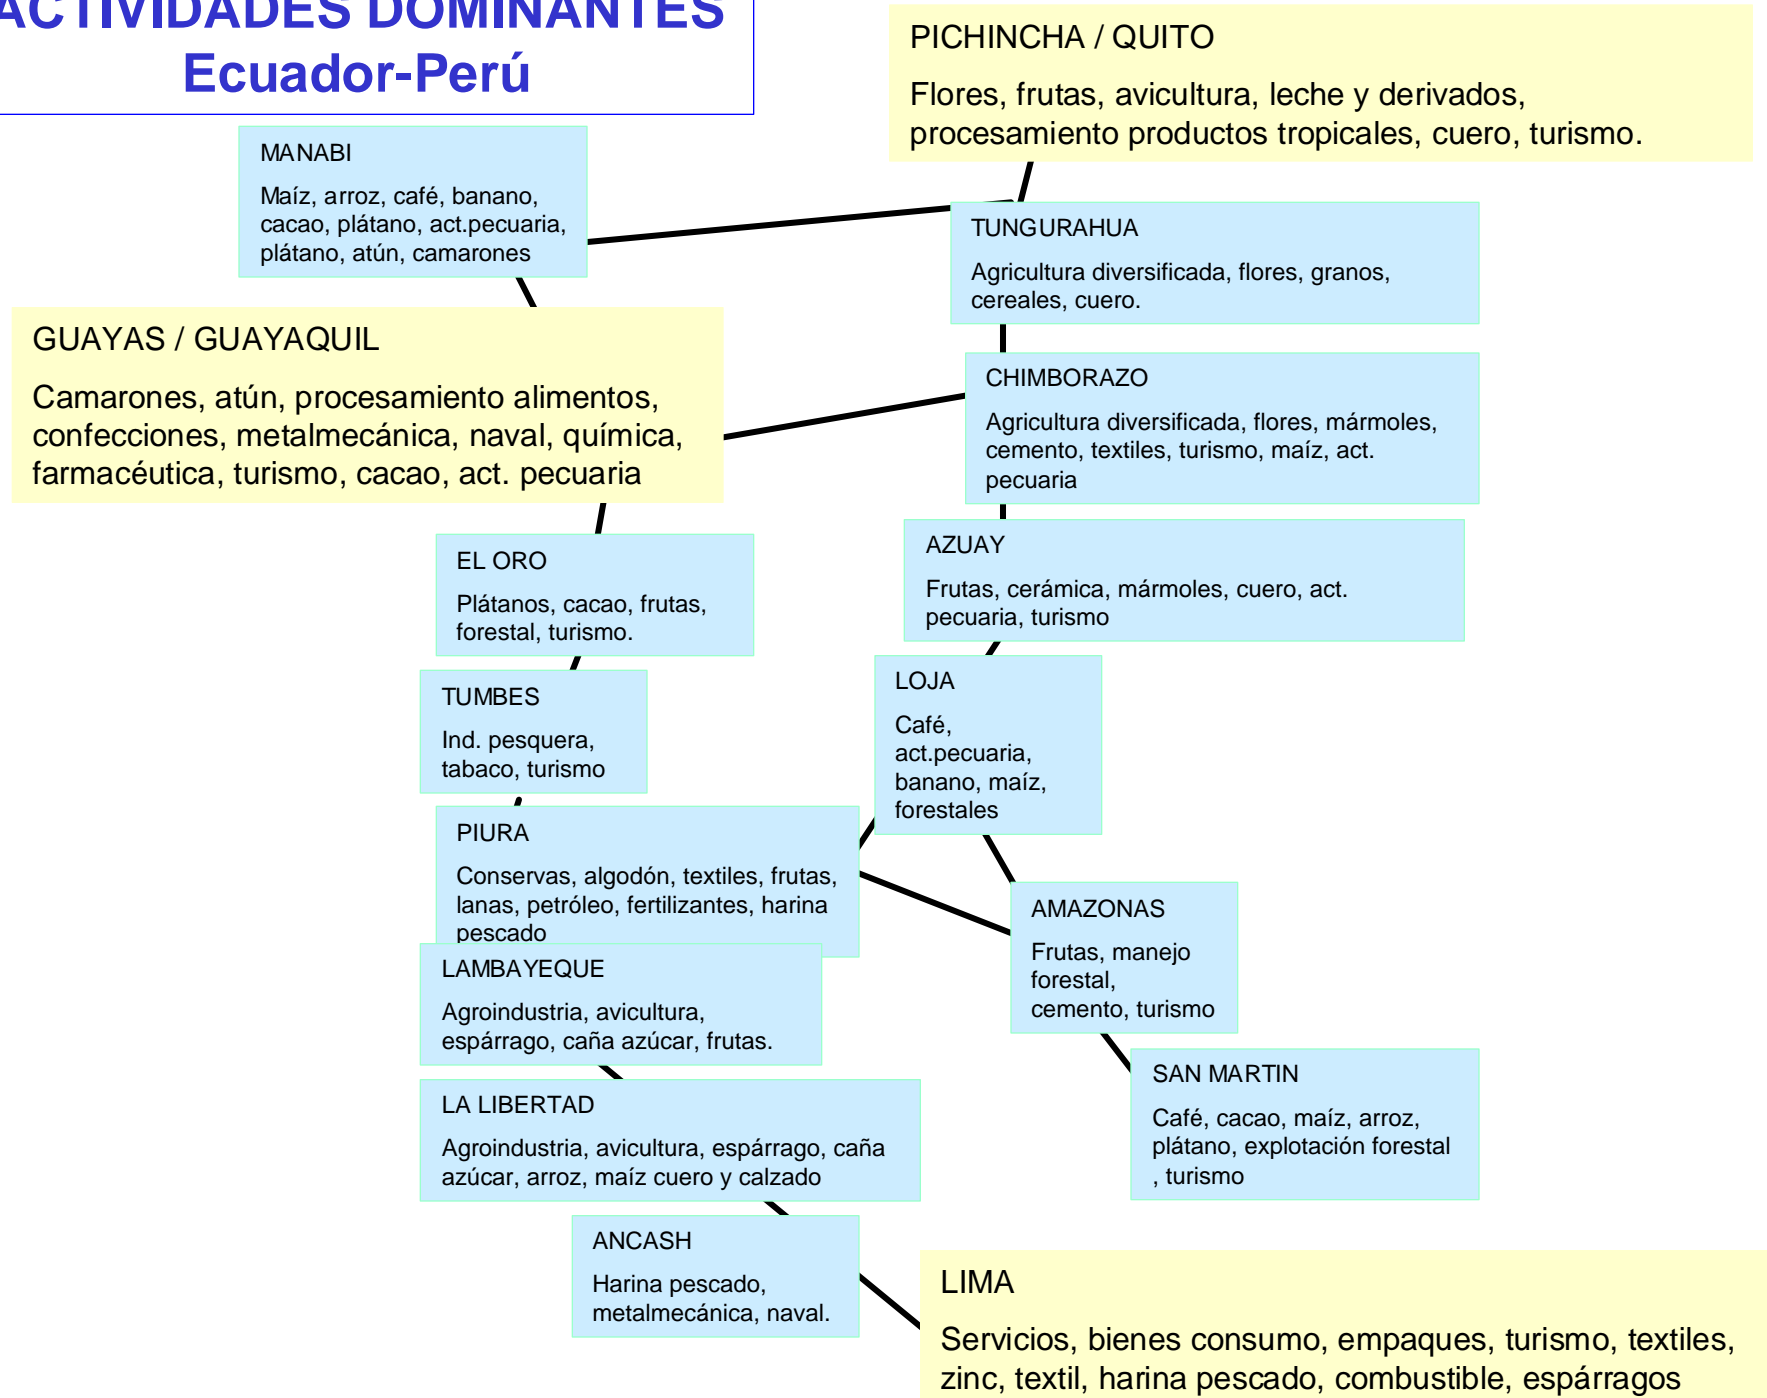 ACTIVIDADES DOMINANTES
Ecuador-Perú
PICHINCHA / QUITO
Flores, frutas, avicultura, leche y derivados,
procesamiento productos tropicales, cuero, turismo.
MANABI
Maíz, arroz, café, banano,
cacao, plátano, act.pecuaria,
plátano, atún, camarones
TUNGURAHUA
Agricultura diversificada, flores, granos,
cereales, cuero.
GUAYAS / GUAYAQUIL
Camarones, atún, procesamiento alimentos,
confecciones, metalmecánica, naval, química,
farmacéutica, turismo, cacao, act. pecuaria
CHIMBORAZO
Agricultura diversificada, flores, mármoles,
cemento, textiles, turismo, maíz, act.
pecuaria
EL ORO
Plátanos, cacao, frutas,
forestal, turismo.
AZUAY
Frutas, cerámica, mármoles, cuero, act.
pecuaria, turismo
TUMBES
Ind. pesquera,
tabaco, turismo
LOJA
Café,
act.pecuaria,
banano, maíz,
forestales
PIURA
Conservas, algodón, textiles, frutas,
lanas, petróleo, fertilizantes, harina
pescado
AMAZONAS
Frutas, manejo
forestal,
cemento, turismo
LAMBAYEQUE
Agroindustria, avicultura,
espárrago, caña azúcar, frutas.
SAN MARTIN
Café, cacao, maíz, arroz,
plátano, explotación forestal
, turismo
LA LIBERTAD
Agroindustria, avicultura, espárrago, caña
azúcar, arroz, maíz cuero y calzado
ANCASH
Harina pescado,
metalmecánica, naval.
LIMA
Servicios, bienes consumo, empaques, turismo, textiles,
zinc, textil, harina pescado, combustible, espárragos